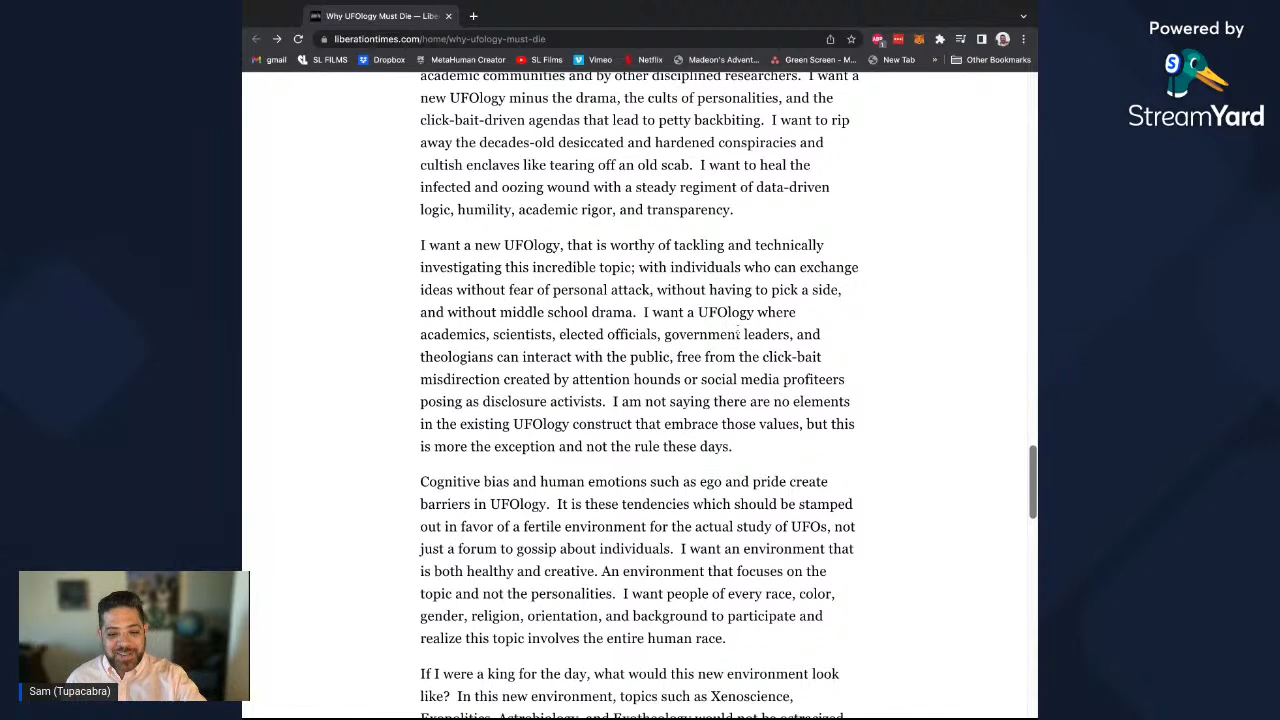 Why UFOlogy Must Die — Libe
liberationtimes.com/home/why-ufology-must-die
gmail
SL FILMS
Dropbox
MetaHuman Creator
SL Films
Vimeo
Netflix
Madeon's Advent...
Green Screen - M...
New Tab
»
Other Bookmarks
academic communities and by other disciplined researchers. I want a
new UFOlogy minus the drama, the cults of personalities, and the
click-bait-driven agendas that lead to petty backbiting. I want to rip
away the decades-old desiccated and hardened conspiracies and
cultish enclaves like tearing off an old scab. I want to heal the
infected and oozing wound with a steady regiment of data-driven
logic, humility, academic rigor, and transparency.
I want a new UFOlogy, that is worthy of tackling and technically
investigating this incredible topic; with individuals who can exchange
ideas without fear of personal attack, without having to pick a side,
and without middle school drama. I want a UFOlogy where
academics, scientists, elected officials, government leaders, and
theologians can interact with the public, free from the click-bait
misdirection created by attention hounds or social media profiteers
posing as disclosure activists. I am not saying there are no elements
in the existing UFOlogy construct that embrace those values, but this
is more the exception and not the rule these days.
Cognitive bias and human emotions such as ego and pride create
barriers in UFOlogy. It is these tendencies which should be stamped
out in favor of a fertile environment for the actual study of UFOs, not
just a forum to gossip about individuals. I want an environment that
is both healthy and creative. An environment that focuses on the
topic and not the personalities. I want people of every race, color,
gender, religion, orientation, and background to participate and
realize this topic involves the entire human race.
If I were a king for the day, what would this new environment look
like? In this new environment, topics such as Xenoscience,
Exopolitics, Astrobiology, and Exotheology would not be ostracized
Powered by
S
StreamYard
Sam (Tupacabra)